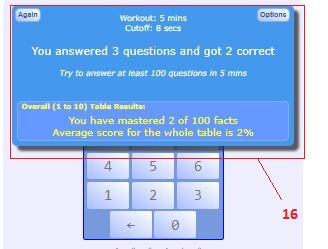 Again
Options
Workout: 5 mins
Cutoff: 8 secs
You answered 3 questions and got 2 correct
Try to answer at least 100 questions in 5 mins
Overall (1 to 10) Table Results:
You have mastered 2 of 100 facts
Average score for the whole table is 2%
4 5 6
1 2 3
← 0
16